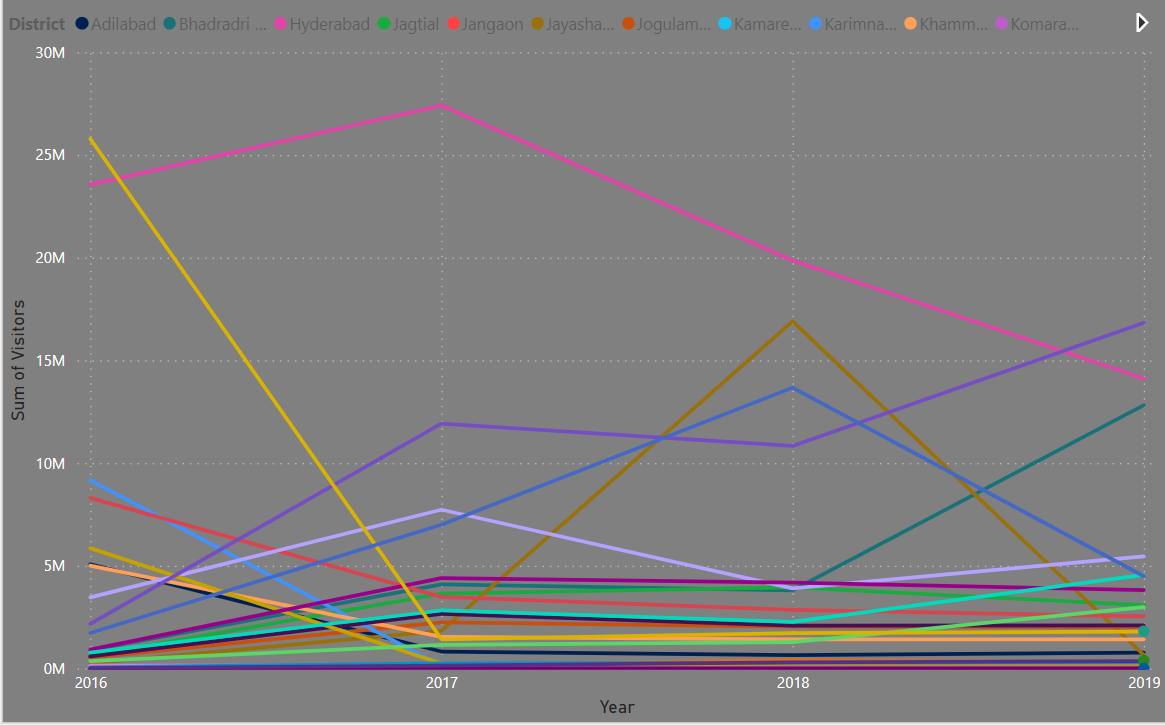 District Adilabad Bhadradri ... Hyderabad Jagtial Jangaon Jayasha... Jogulam... Kamare... Karimna... Khamm... Komara...
30M
25M
20M
15M
10M
5M
0M
Sum of Visitors
2016 2017 2018 2019
Year